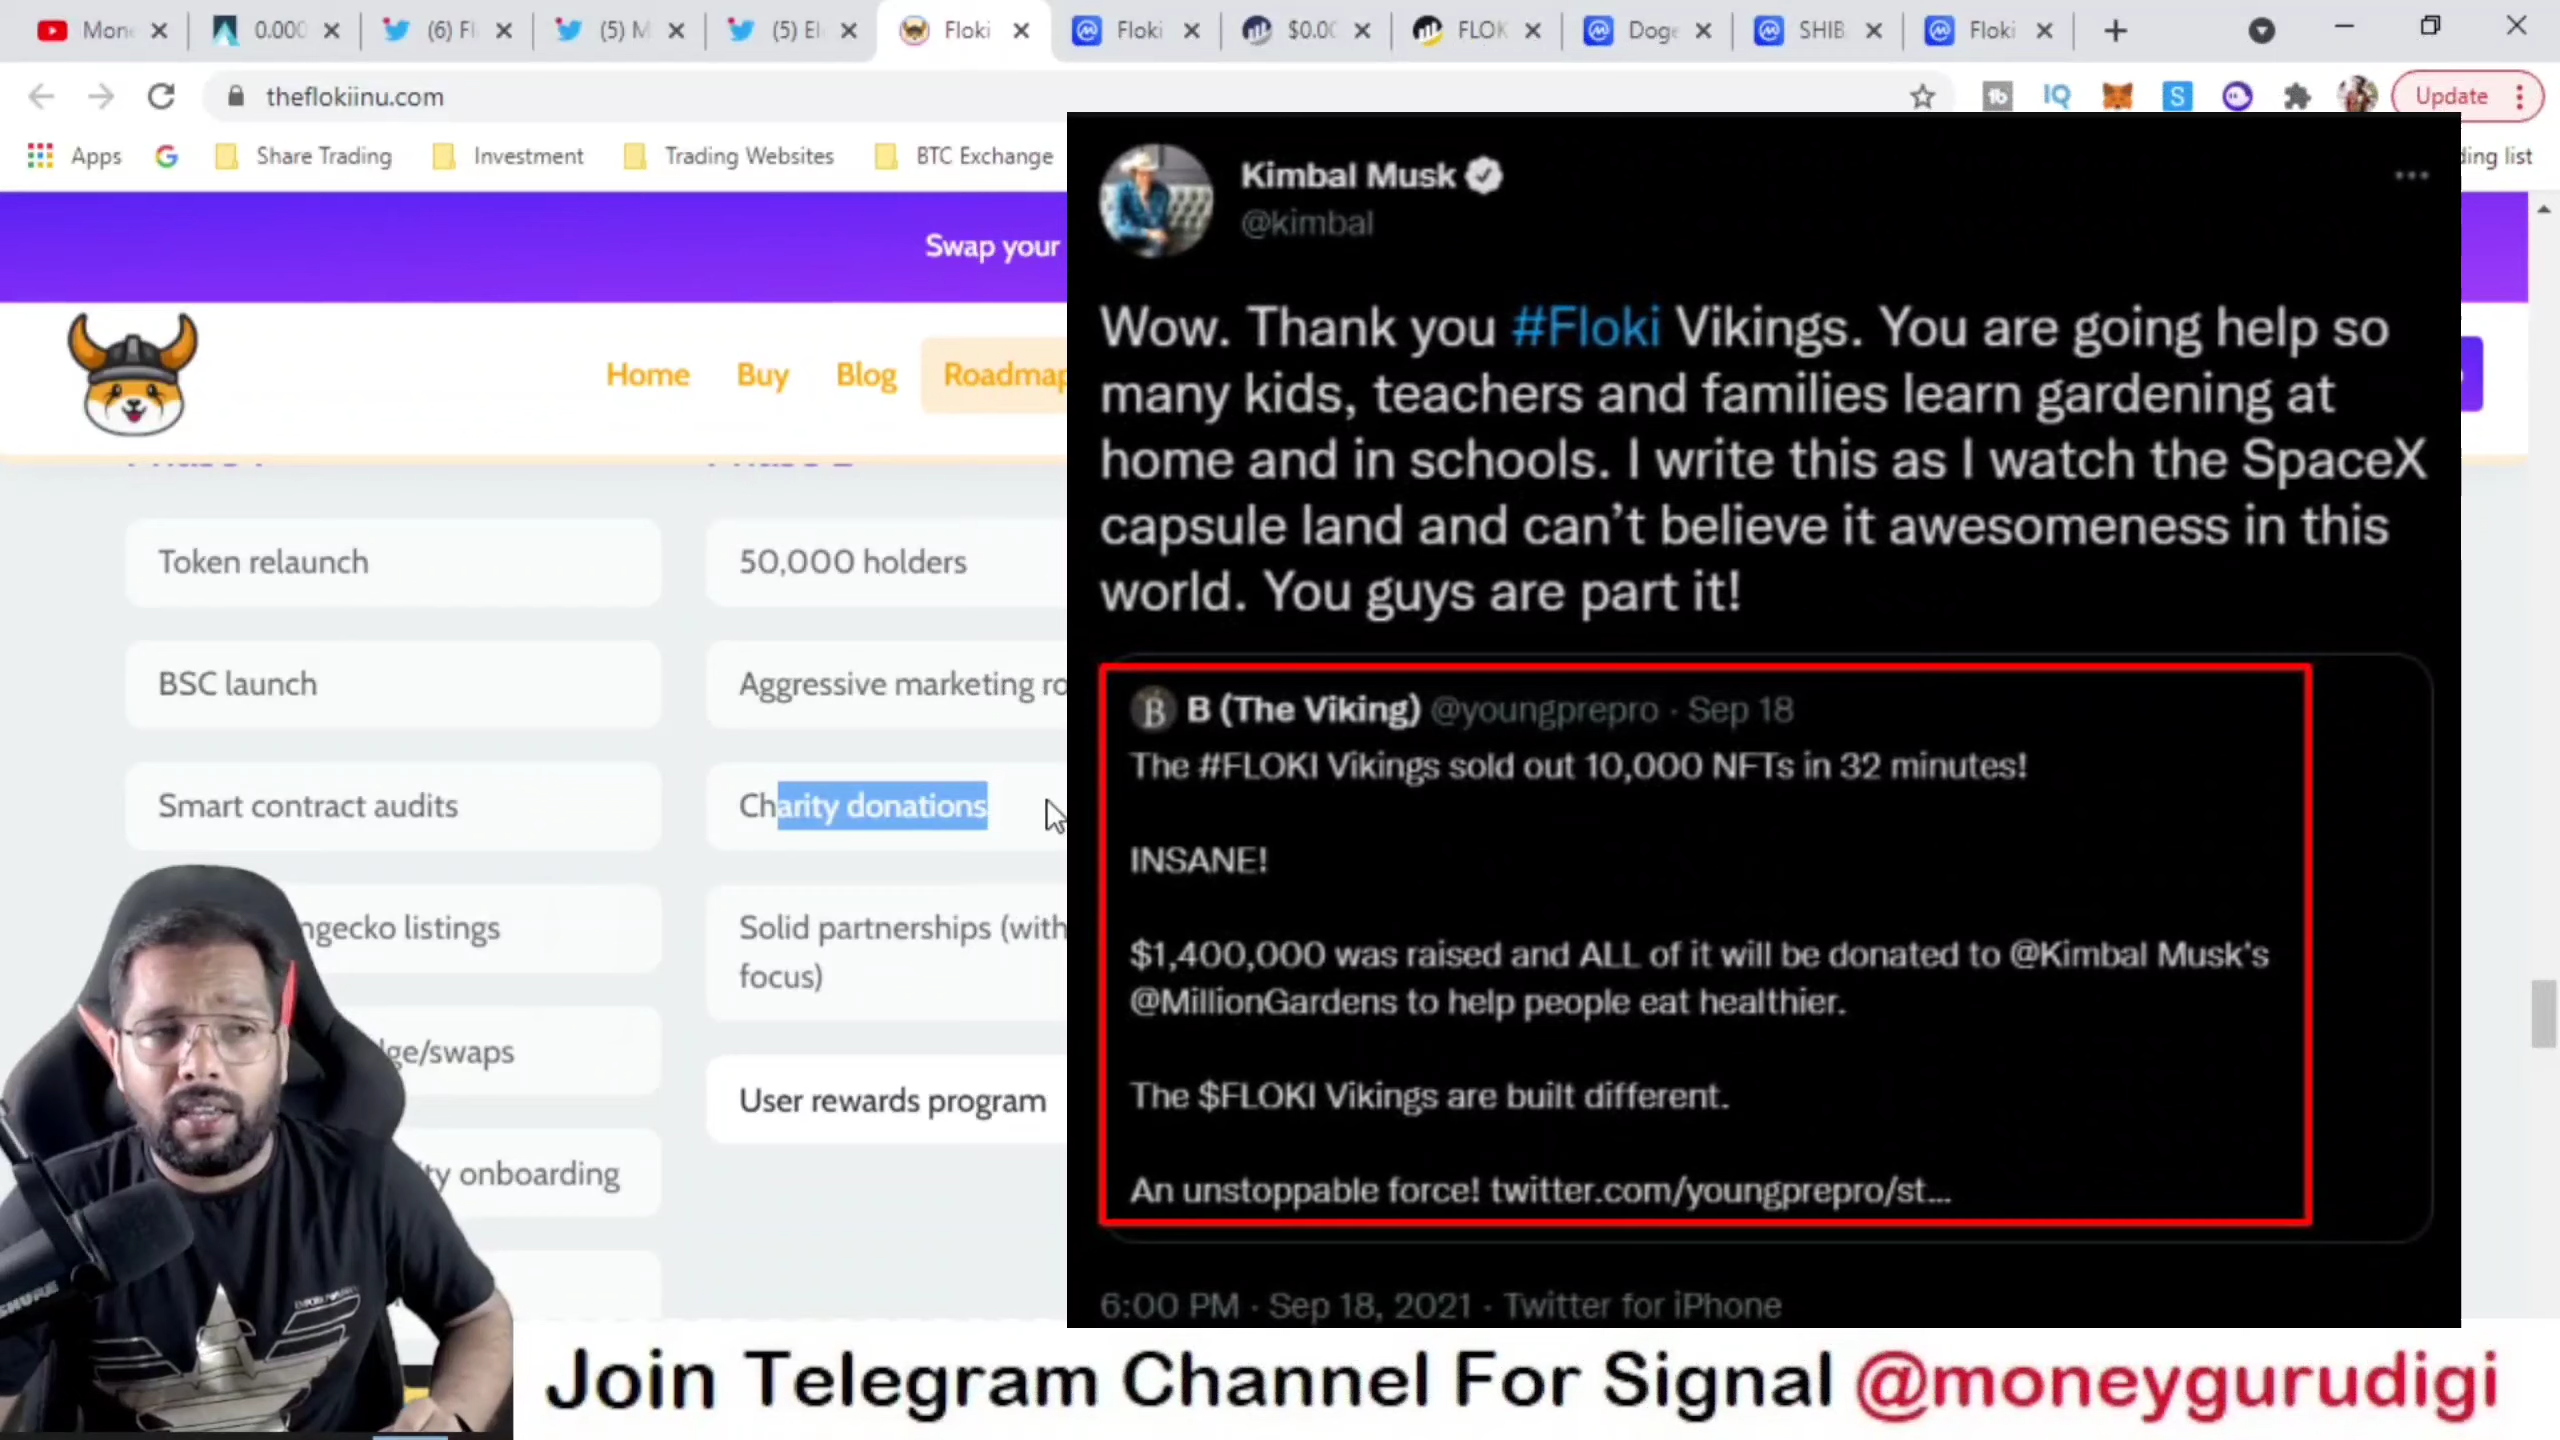 Mon
0.000
(6) Fl
(5) M
(5) El
Floki
Floki
$0.00
FLOK
Doge
SHIB
Floki
theflokiinu.com
Update
Apps
Share Trading
Investment
Trading Websites
BTC Exchange
ding list
Swap your
Home
Buy
Blog
Roadmap
Token relaunch
50,000 holders
BSC launch
Aggressive marketing ro
Smart contract audits
Charity donations
ngecko listings
Solid partnerships (with
focus)
ge/swaps
User rewards program
ty onboarding
Kimbal Musk
@kimbal
Wow. Thank you #Floki Vikings. You are going help so
many kids, teachers and families learn gardening at
home and in schools. I write this as I watch the SpaceX
capsule land and can't believe it awesomeness in this
world. You guys are part it!
B (The Viking) @youngprepro · Sep 18
The #FLOKI Vikings sold out 10,000 NFTs in 32 minutes!
INSANE!
$1,400,000 was raised and ALL of it will be donated to @Kimbal Musk's
@MillionGardens to help people eat healthier.
The $FLOKI Vikings are built different.
An unstoppable force! twitter.com/youngprepro/st...
6:00 PM · Sep 18, 2021 · Twitter for iPhone
SHURE
Join Telegram Channel For Signal @moneygurudigi